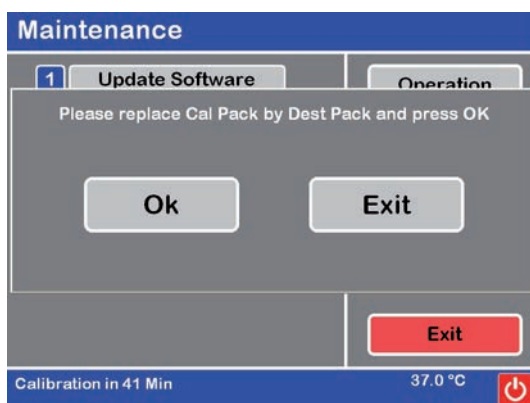 Maintenance
1 Update Software
Operation
Please replace Cal Pack by Dest Pack and press OK
Ok
Exit
Exit
Calibration in 41 Min
37.0 °C